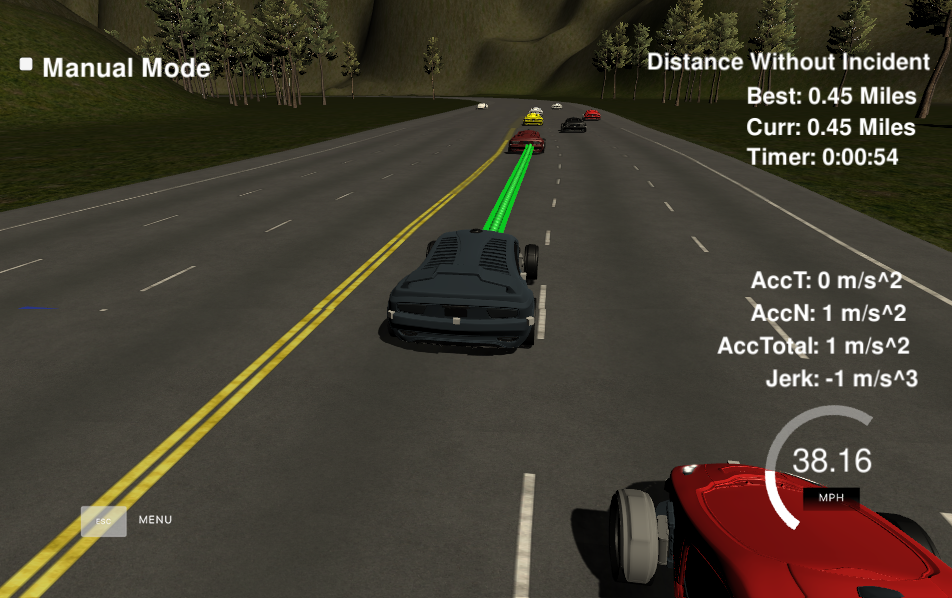 Manual Mode
Distance Without Incident
Best: 0.45 Miles
Curr: 0.45 Miles
Timer: 0:00:54
AccT: 0 m/s^2
AccN: 1 m/s^2
AccTotal: 1 m/s^2
Jerk: -1 m/s^3
38.16
MPH
ESC MENU